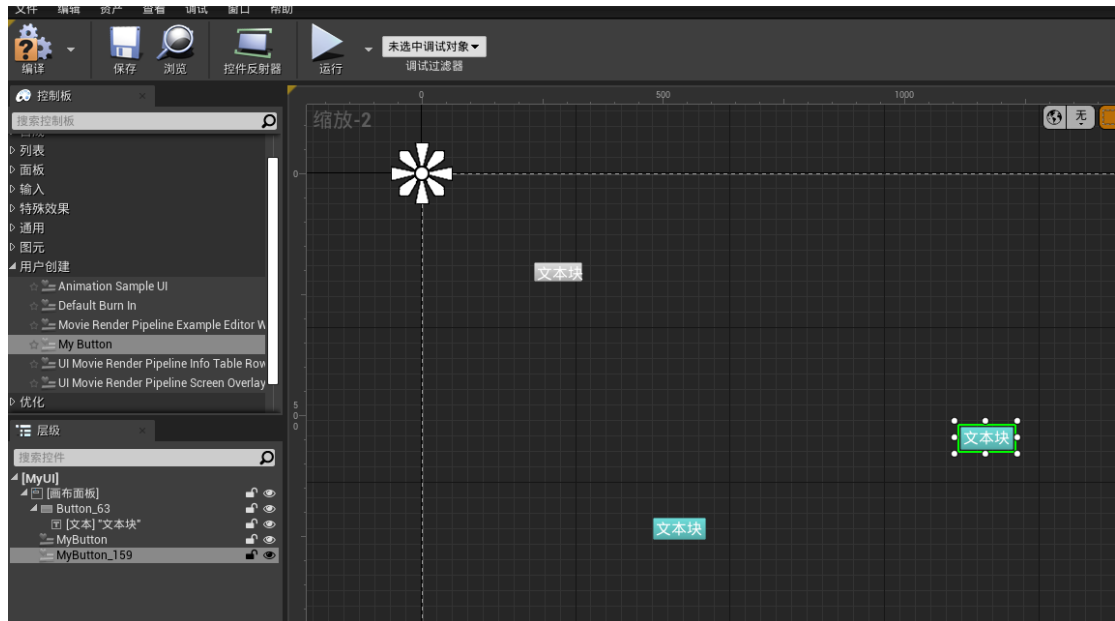 文件 编辑 资产 查看 调试 窗口 帮助
编译 保存 浏览 控件反射器 运行 未选中调试对象 调试过滤器
控制板
搜索控制板
列表
面板
输入
特殊效果
通用
图元
用户创建
Animation Sample UI
Default Burn In
Movie Render Pipeline Example Editor W
My Button
UI Movie Render Pipeline Info Table Row
UI Movie Render Pipeline Screen Overlay
优化
层级
搜索控件
[MyUI]
[画布面板]
Button_63
[文本] "文本块"
MyButton
MyButton_159
0 500 1000
缩放-2
无
0
文本块
500
文本块
文本块